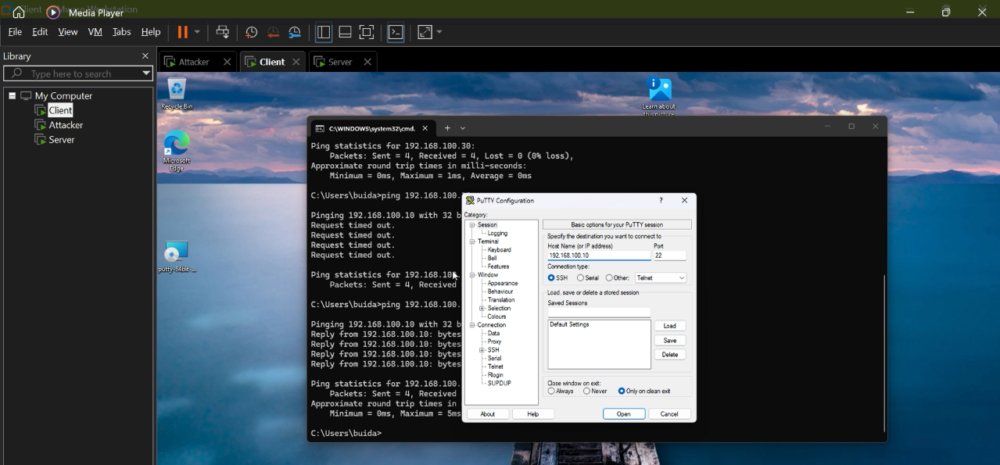 Client - VMware Workstation
Media Player
File Edit View VM Tabs Help
Library
Type here to search
My Computer
Client
Attacker
Server
Attacker
Client
Server
Recycle Bin
Microsoft
Edge
putty-64bit-...
Learn about
this picture
C:\WINDOWS\system32\cmd.
Ping statistics for 192.168.100.30:
Packets: Sent = 4, Received = 4, Lost = 0 (0% loss),
Approximate round trip times in milli-seconds:
Minimum = 0ms, Maximum = 1ms, Average = 0ms
C:\Users\buida>ping 192.168.100.
Pinging 192.168.100.10 with 32 b
Request timed out.
Request timed out.
Request timed out.
Request timed out.
Ping statistics for 192.168.10
Packets: Sent = 4, Received
C:\Users\buida>ping 192.168.100.
Pinging 192.168.100.10 with 32 b
Reply from 192.168.100.10: bytes
Reply from 192.168.100.10: bytes
Reply from 192.168.100.10: bytes
Reply from 192.168.100.10: bytes
Ping statistics for 192.168.100.
Packets: Sent = 4, Received
Approximate round trip times in
Minimum = 0ms, Maximum = 5ms
C:\Users\buida>
PuTTY Configuration
?
Category:
Session
Logging
Terminal
Keyboard
Bell
Features
Window
Appearance
Behaviour
Translation
Selection
Colours
Connection
Data
Proxy
SSH
Serial
Telnet
Rlogin
SUPDUP
Basic options for your PuTTY session
Specify the destination you want to connect to
Host Name (or IP address) Port
192.168.100.10 22
Connection type:
SSH Serial Other: Telnet
Load, save or delete a stored session
Saved Sessions
Default Settings
Load
Save
Delete
Close window on exit:
Always Never Only on clean exit
About Help Open Cancel